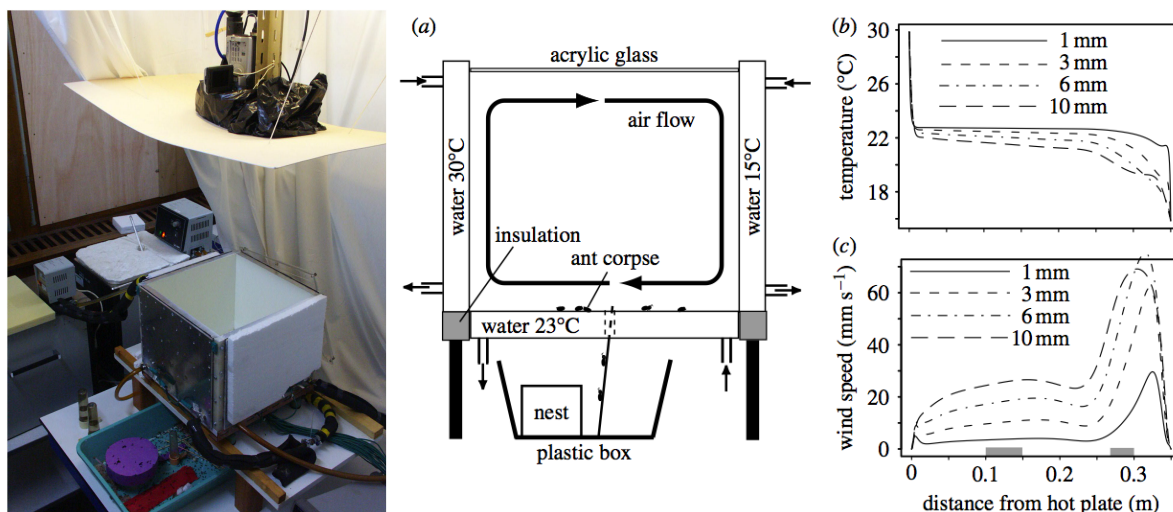 (a)
acrylic glass
air flow
water 30°C
water 15°C
insulation
ant corpse
water 23°C
nest
plastic box
(b)
temperature (°C)
30
26
22
18
1 mm
3 mm
6 mm
10 mm
(c)
wind speed (mm s⁻¹)
60
40
20
0
1 mm
3 mm
6 mm
10 mm
0
0.1
0.2
0.3
distance from hot plate (m)